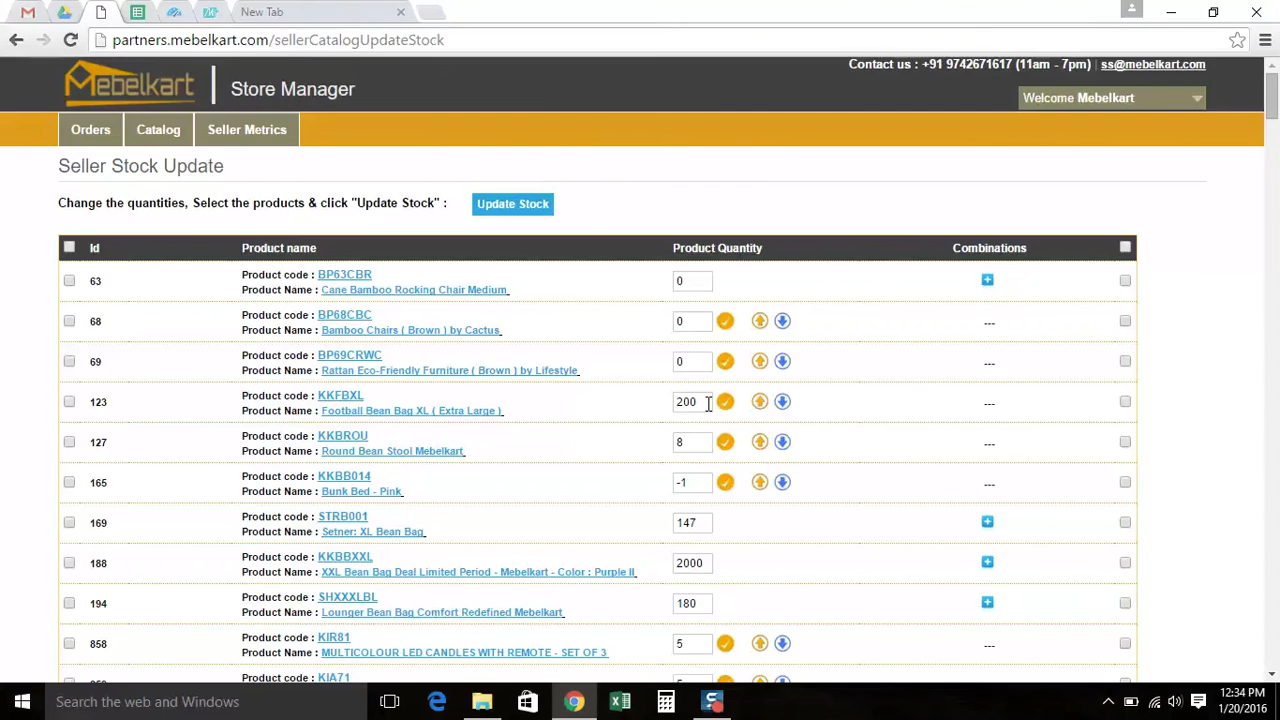 New Tab
partners.mebelkart.com/sellerCatalogUpdateStock
Contact us : +91 9742671617 (11am - 7pm) | ss@mebelkart.com
Mebelkart
Store Manager
Welcome Mebelkart
Orders
Catalog
Seller Metrics
Seller Stock Update
Change the quantities, Select the products & click "Update Stock" :
Update Stock
Id Product name Product Quantity Combinations
Product code : BP63CBR
63 0
Product Name : Cane Bamboo Rocking Chair Medium
Product code : BP68CBC
68 0 ---
Product Name : Bamboo Chairs ( Brown ) by Cactus
Product code : BP69CRWC
69 0 ---
Product Name : Rattan Eco-Friendly Furniture ( Brown ) by Lifestyle
Product code : KKFBXL
123 200 ---
Product Name : Football Bean Bag XL ( Extra Large )
Product code : KKBROU
127 8 ---
Product Name : Round Bean Stool Mebelkart
Product code : KKBB014
165 -1 ---
Product Name : Bunk Bed - Pink
Product code : STRB001
169 147
Product Name : Setner: XL Bean Bag
Product code : KKBBXXL
188 2000
Product Name : XXL Bean Bag Deal Limited Period - Mebelkart - Color : Purple II
Product code : SHXXXLBL
194 180
Product Name : Lounger Bean Bag Comfort Redefined Mebelkart
Product code : KIR81
858 5 ---
Product Name : MULTICOLOUR LED CANDLES WITH REMOTE - SET OF 3
Product code : KIA71
Search the web and Windows
12:34 PM
1/20/2016